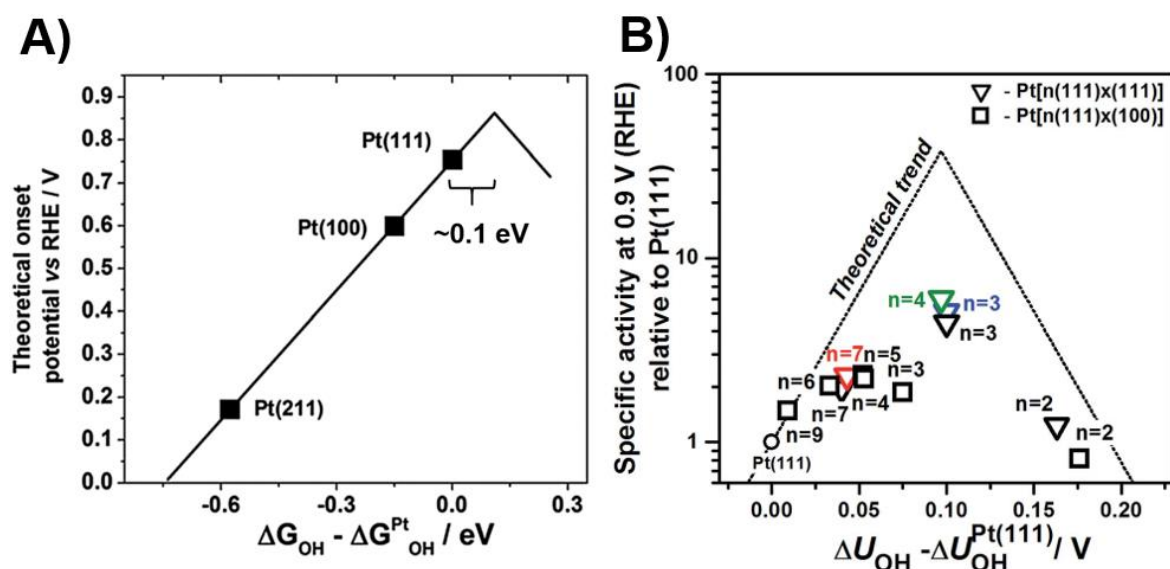 A)
Theoretical onset
potential vs RHE / V
0.9
0.8
0.7
0.6
0.5
0.4
0.3
0.2
0.1
0.0
Pt(111)
Pt(100)
~0.1 eV
Pt(211)
-0.6
-0.3
0.0
0.3
ΔG_OH - ΔG^Pt_OH / eV
B)
Specific activity at 0.9 V (RHE)
relative to Pt(111)
100
10
1
▽ - Pt[n(111)x(111)]
□ - Pt[n(111)x(100)]
Theoretical trend
n=4
n=3
n=3
n=7
n=5
n=3
n=6
n=7
n=4
n=9
n=2
n=2
Pt(111)
0.00
0.05
0.10
0.15
0.20
ΔU_OH - ΔU_OH^Pt(111) / V